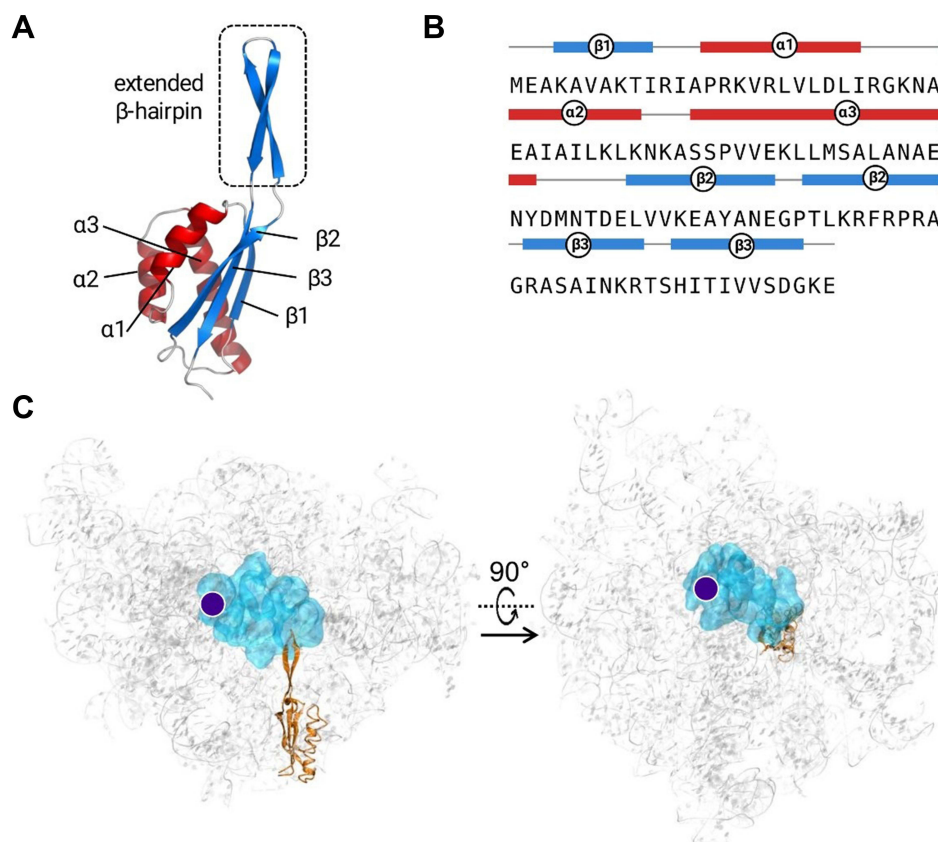 A
extended
β-hairpin
α3
α2
α1
β2
β3
β1
B
β1 α1
MEAKAVAKTIRIAPRKVRLVLDLIRGKNA
α2 α3
EAIAILKLKNKASSPVVEKLLMSALANAE
β2 β2
NYDMNTDELVVKEAYANEGPTLKRFRPRA
β3 β3
GRASAINKRTSHITIVVSDGKE
C
90°